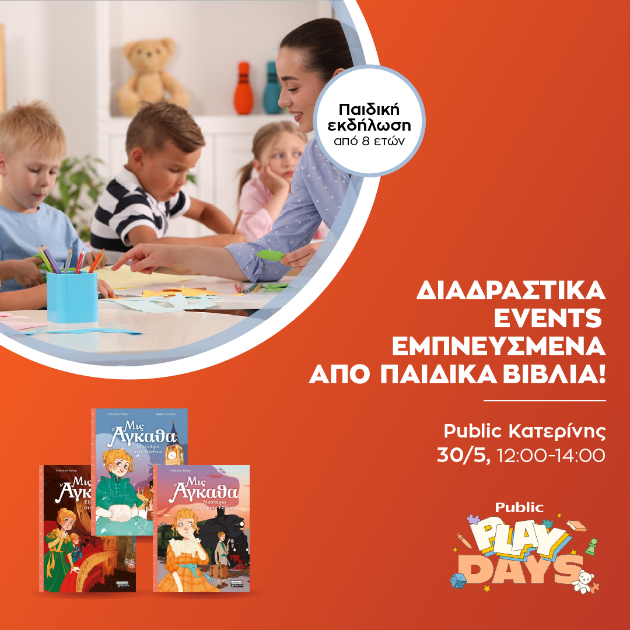 Παιδική
εκδήλωση
από 8 ετών
ΔΙΑΔΡΑΣΤΙΚΑ
EVENTS
ΕΜΠΝΕΥΣΜΕΝΑ
ΑΠΟ ΠΑΙΔΙΚΑ ΒΙΒΛΙΑ!
Public Κατερίνης
30/5, 12:00-14:00
Μις
Άγκαθα
Μις
Άγκαθα
Μις
Άγκαθα
Public
PLAY
DAYS